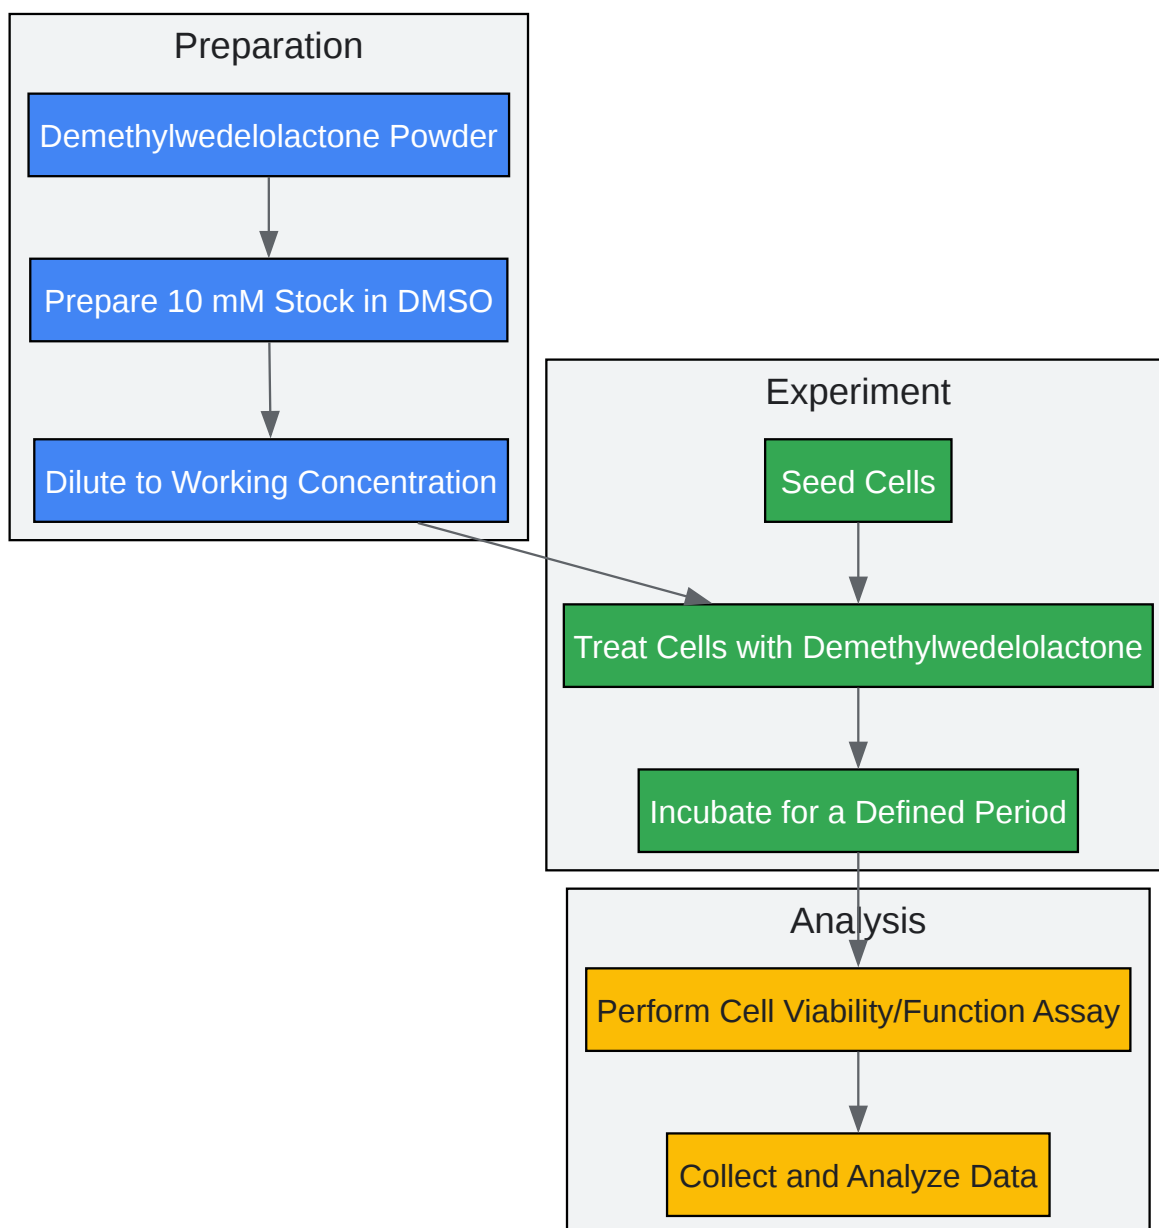 Preparation
Demethylwedelolactone Powder
Prepare 10 mM Stock in DMSO
Dilute to Working Concentration
Experiment
Seed Cells
Treat Cells with Demethylwedelolactone
Incubate for a Defined Period
Analysis
Perform Cell Viability/Function Assay
Collect and Analyze Data